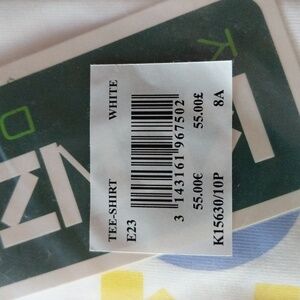 TEE-SHIRT WHITE
E23
3 143161 967502
55.00€ 55.00£
K15630/10P 8A